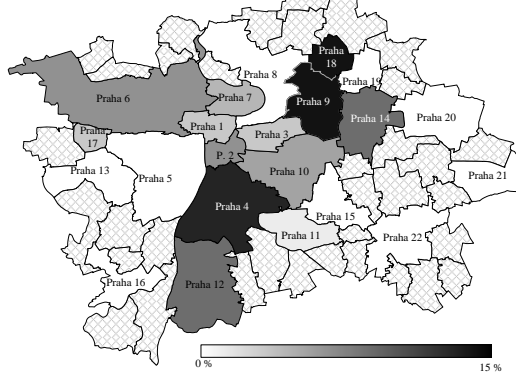 Praha
18
Praha 8
Praha 19
Praha 6
Praha 7
Praha 9
Praha 1
Praha 14
Praha 20
Praha 3
Praha
17
P. 2
Praha 13
Praha 5
Praha 10
Praha 21
Praha 4
Praha 15
Praha 11
Praha 22
Praha 16
Praha 12
0 %
15 %